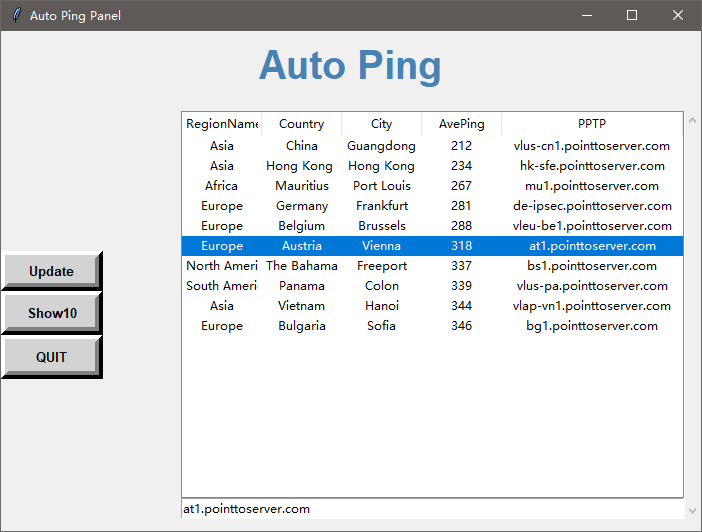 Auto Ping Panel
Auto Ping
RegionName Country City AvePing PPTP
Asia China Guangdong 212 vlus-cn1.pointtoserver.com
Asia Hong Kong Hong Kong 234 hk-sfe.pointtoserver.com
Africa Mauritius Port Louis 267 mu1.pointtoserver.com
Europe Germany Frankfurt 281 de-ipsec.pointtoserver.com
Europe Belgium Brussels 288 vleu-be1.pointtoserver.com
Europe Austria Vienna 318 at1.pointtoserver.com
North Ameri The Bahama Freeport 337 bs1.pointtoserver.com
South Ameri Panama Colon 339 vlus-pa.pointtoserver.com
Asia Vietnam Hanoi 344 vlap-vn1.pointtoserver.com
Europe Bulgaria Sofia 346 bg1.pointtoserver.com
Update
Show10
QUIT
at1.pointtoserver.com